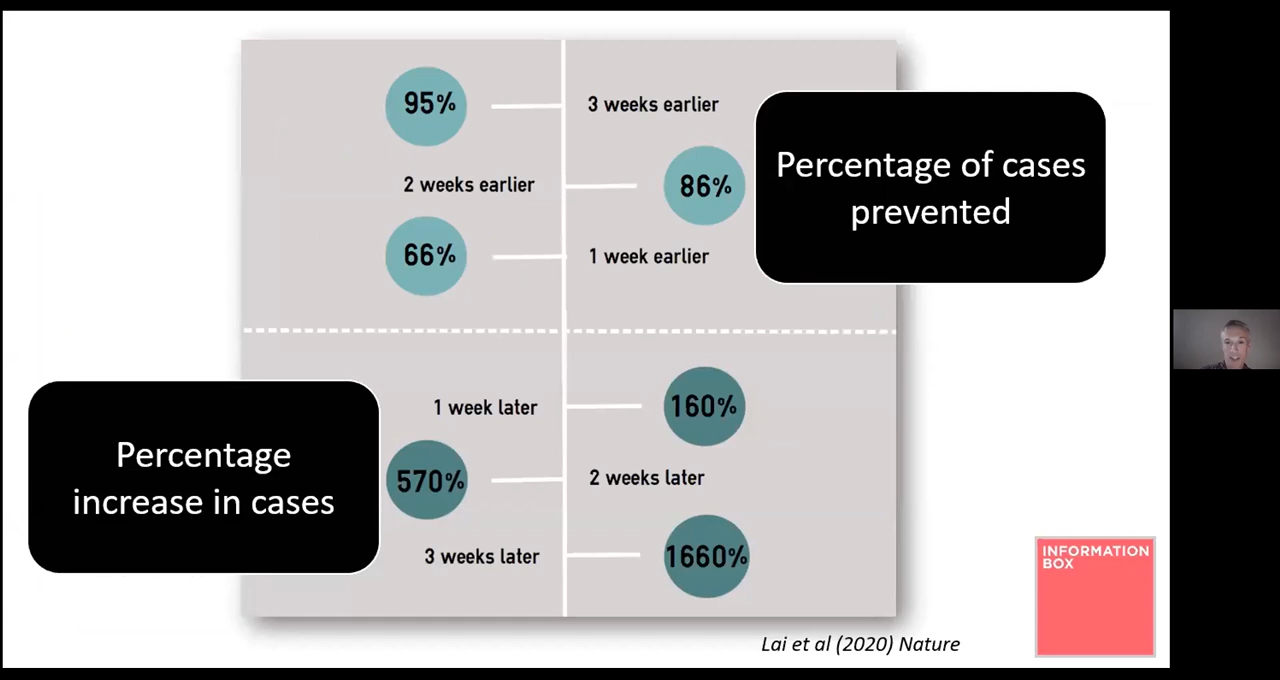 95%
3 weeks earlier
Percentage of cases
prevented
2 weeks earlier
86%
66%
1 week earlier
1 week later
160%
Percentage
increase in cases
570%
2 weeks later
3 weeks later
1660%
INFORMATION
BOX
Lai et al (2020) Nature